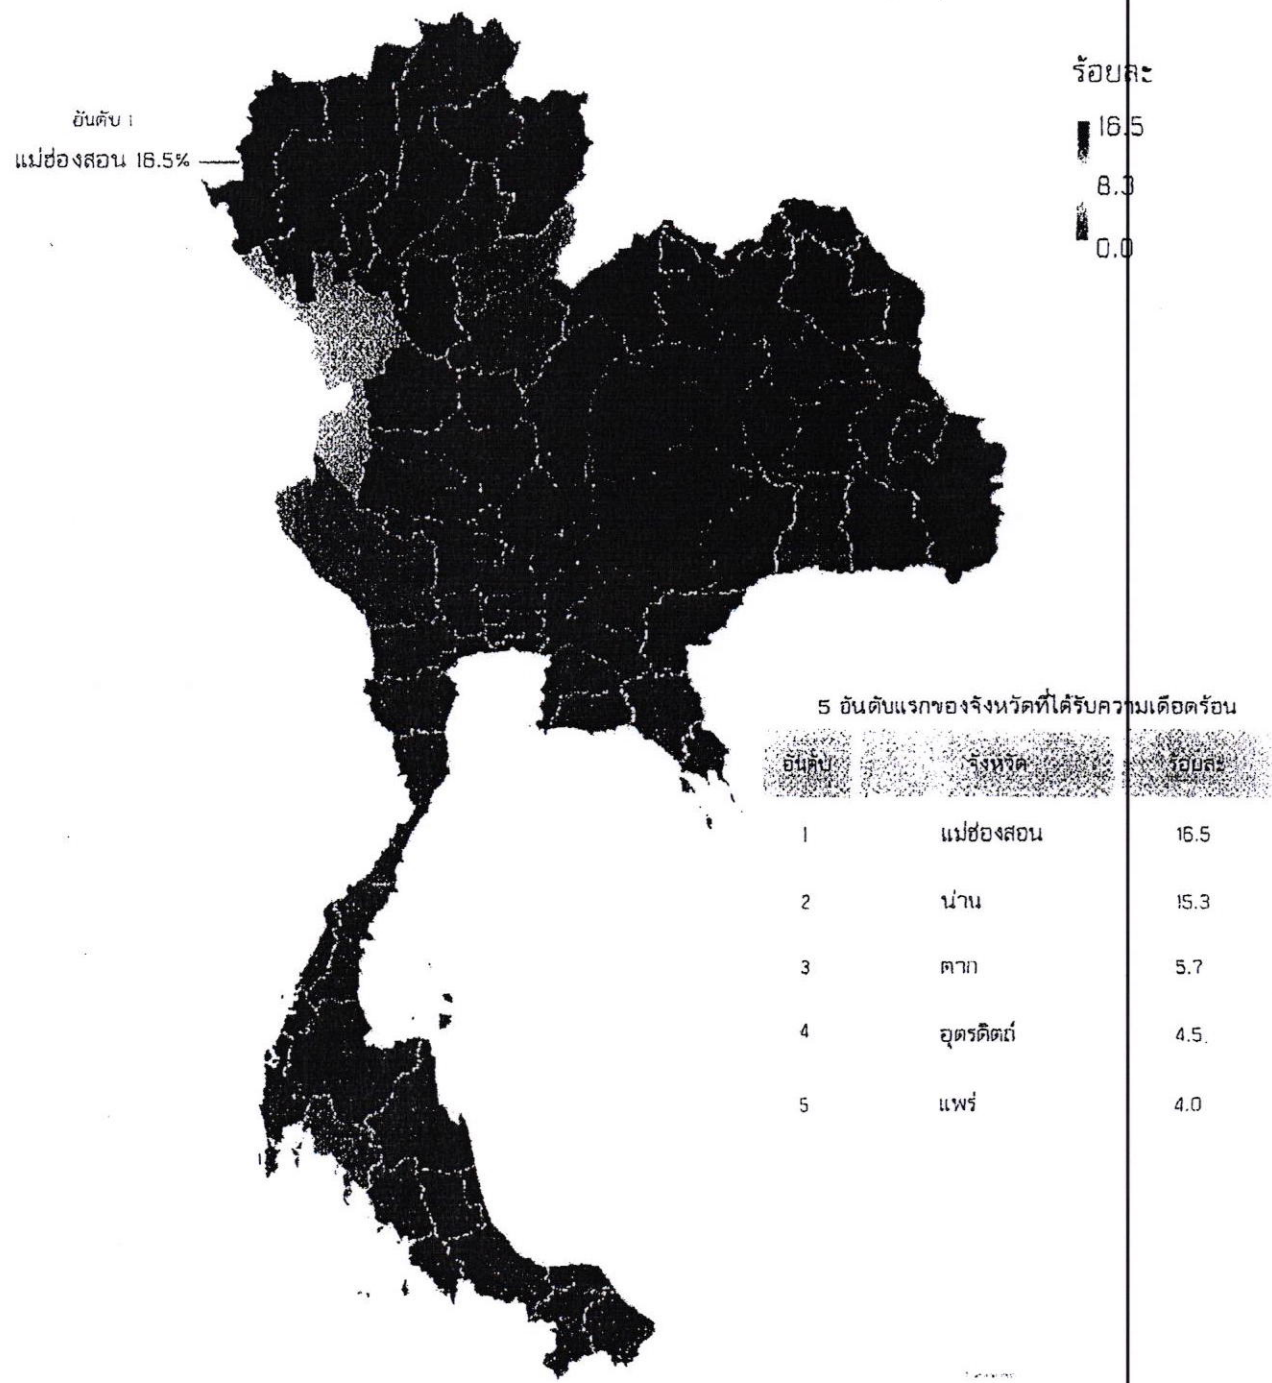 ร้อยละ
16.5
8.3
0.0
อันดับ 1
แม่ฮ่องสอน 16.5%
5 อันดับแรกของจังหวัดที่ได้รับความเดือดร้อน
อันดับ จังหวัด ร้อยละ
1 แม่ฮ่องสอน 16.5
2 น่าน 15.3
3 ตาก 5.7
4 อุตรดิตถ์ 4.5
5 แพร่ 4.0